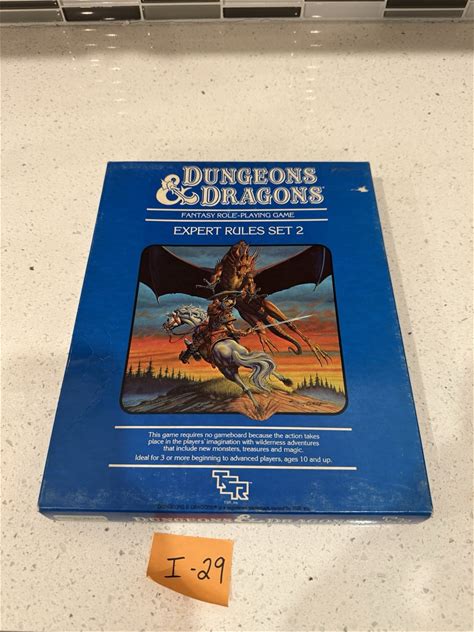 DUNGEONS
& DRAGONS
FANTASY ROLE-PLAYING GAME
EXPERT RULES SET 2
This game requires no gameboard because the action takes
place in the players' imagination with wilderness adventures
that include new monsters, treasures and magic.
Ideal for 3 or more beginning to advanced players, ages 10 and up.
TSR
DUNGEONS & DRAGONS
I-29